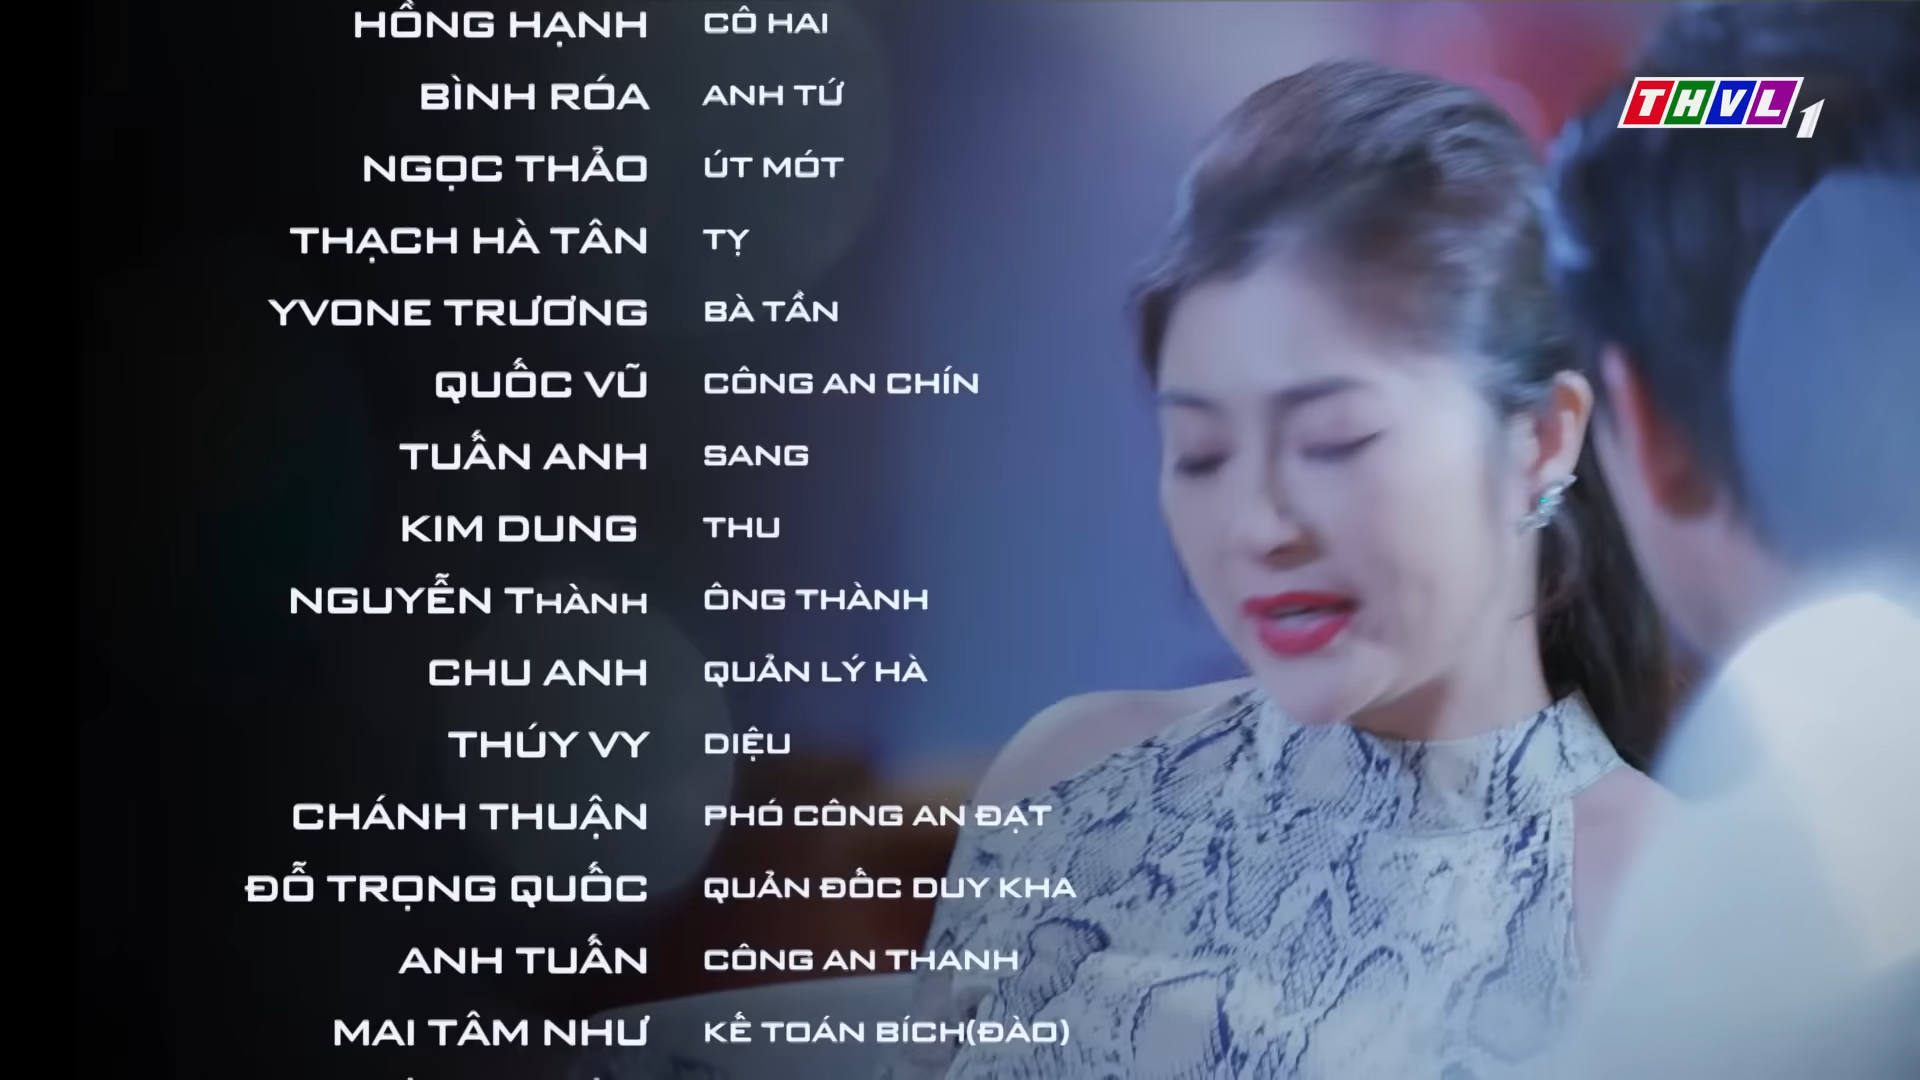 HỒNG HẠNH CÔ HAI
THVL1
BÌNH RÓA ANH TỨ
NGỌC THẢO ÚT MÓT
THẠCH HÀ TÂN TỴ
YVONE TRƯƠNG BÀ TẦN
QUỐC VŨ CÔNG AN CHÍN
TUẤN ANH SANG
KIM DUNG THU
NGUYỄN THÀNH ÔNG THÀNH
CHU ANH QUẢN LÝ HÀ
THÚY VY DIỆU
CHÁNH THUẬN PHÓ CÔNG AN ĐẠT
ĐỖ TRỌNG QUỐC QUẢN ĐỐC DUY KHA
ANH TUẤN CÔNG AN THANH
MAI TÂM NHƯ KẾ TOÁN BÍCH(ĐÀO)